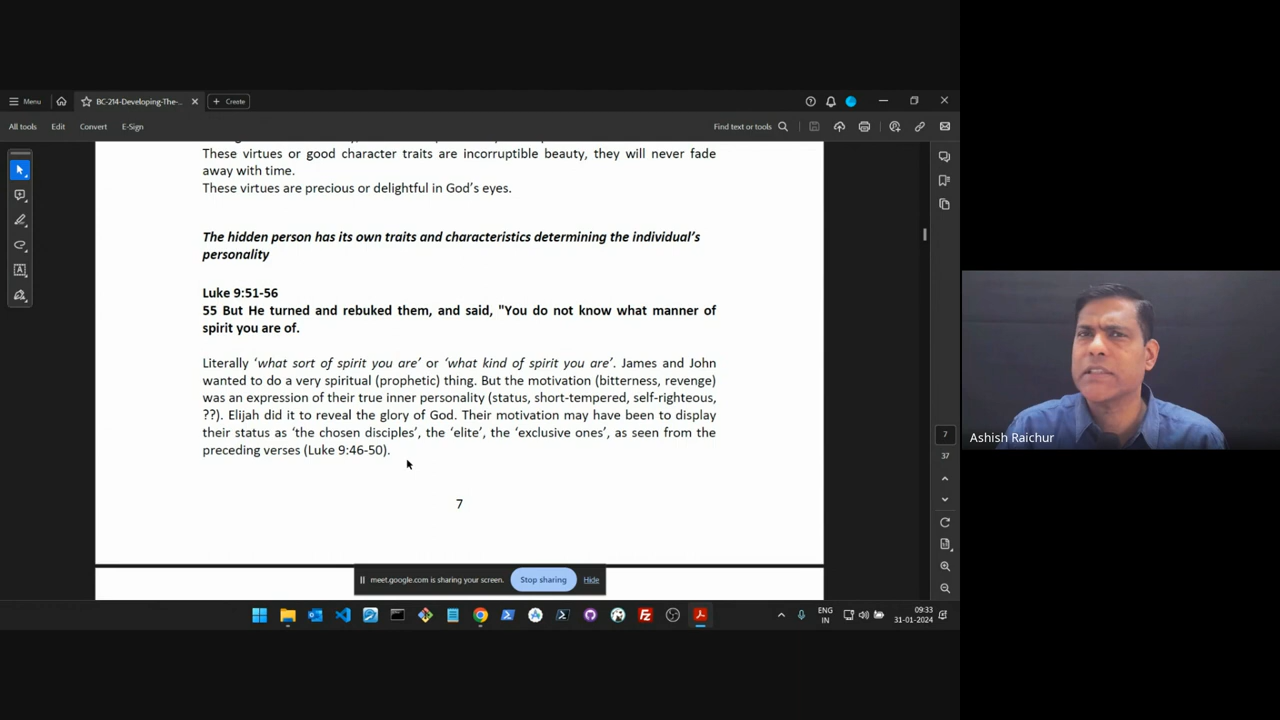 Menu
BC-214-Developing-The-...
Create
All tools
Edit
Convert
E-Sign
Find text or tools
These virtues or good character traits are incorruptible beauty, they will never fade
away with time.
These virtues are precious or delightful in God's eyes.
The hidden person has its own traits and characteristics determining the individual's
personality
Luke 9:51-56
55 But He turned and rebuked them, and said, "You do not know what manner of
spirit you are of.
Literally 'what sort of spirit you are' or 'what kind of spirit you are'. James and John
wanted to do a very spiritual (prophetic) thing. But the motivation (bitterness, revenge)
was an expression of their true inner personality (status, short-tempered, self-righteous,
??). Elijah did it to reveal the glory of God. Their motivation may have been to display
their status as 'the chosen disciples', the 'elite', the 'exclusive ones', as seen from the
preceding verses (Luke 9:46-50).
7
7
37
Ashish Raichur
meet.google.com is sharing your screen.
Stop sharing
Hide
ENG
IN
09:33
31-01-2024